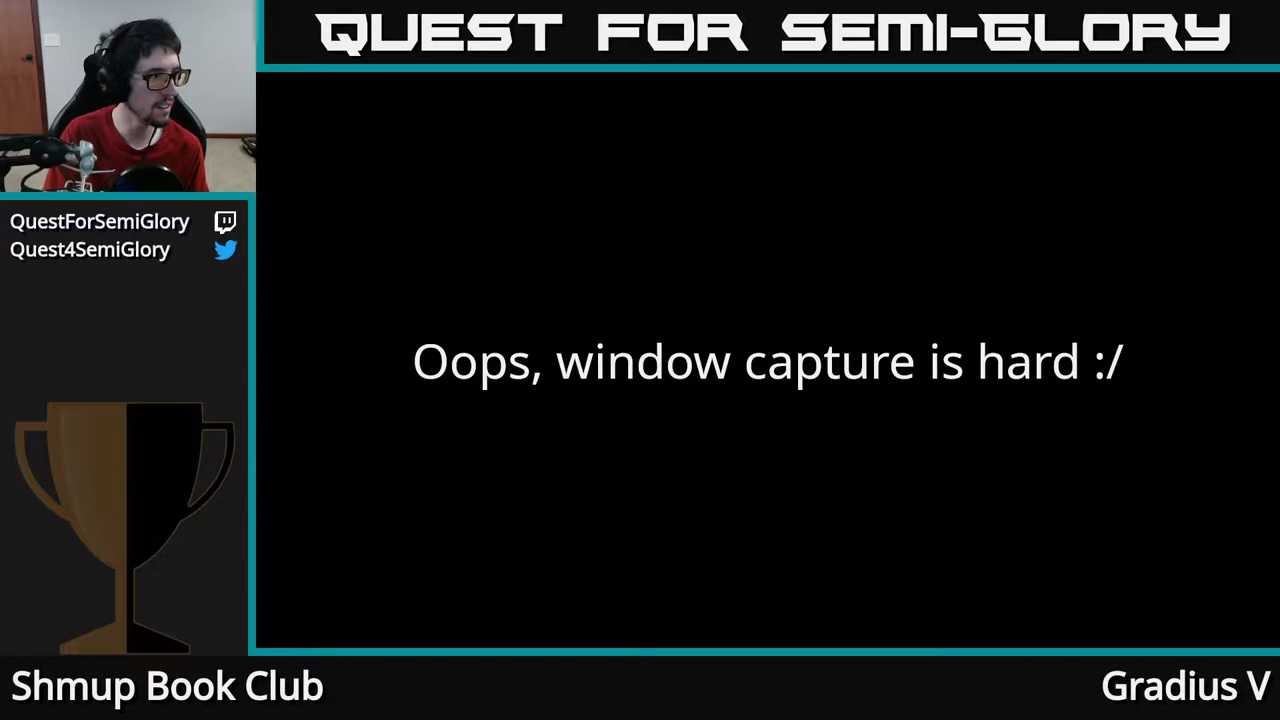 QUEST FOR SEMI-GLORY
QuestForSemiGlory
Quest4SemiGlory
Oops, window capture is hard :/
Shmup Book Club
Gradius V